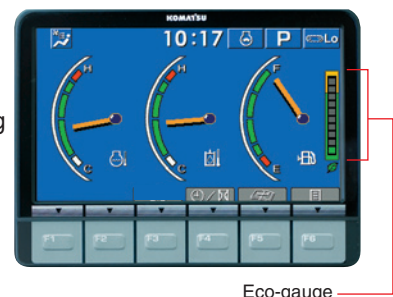 KOMATSU
10:17 P Lo
H H F
g
C C E
F1 F2 F3 F4 F5 F6
Eco-gauge